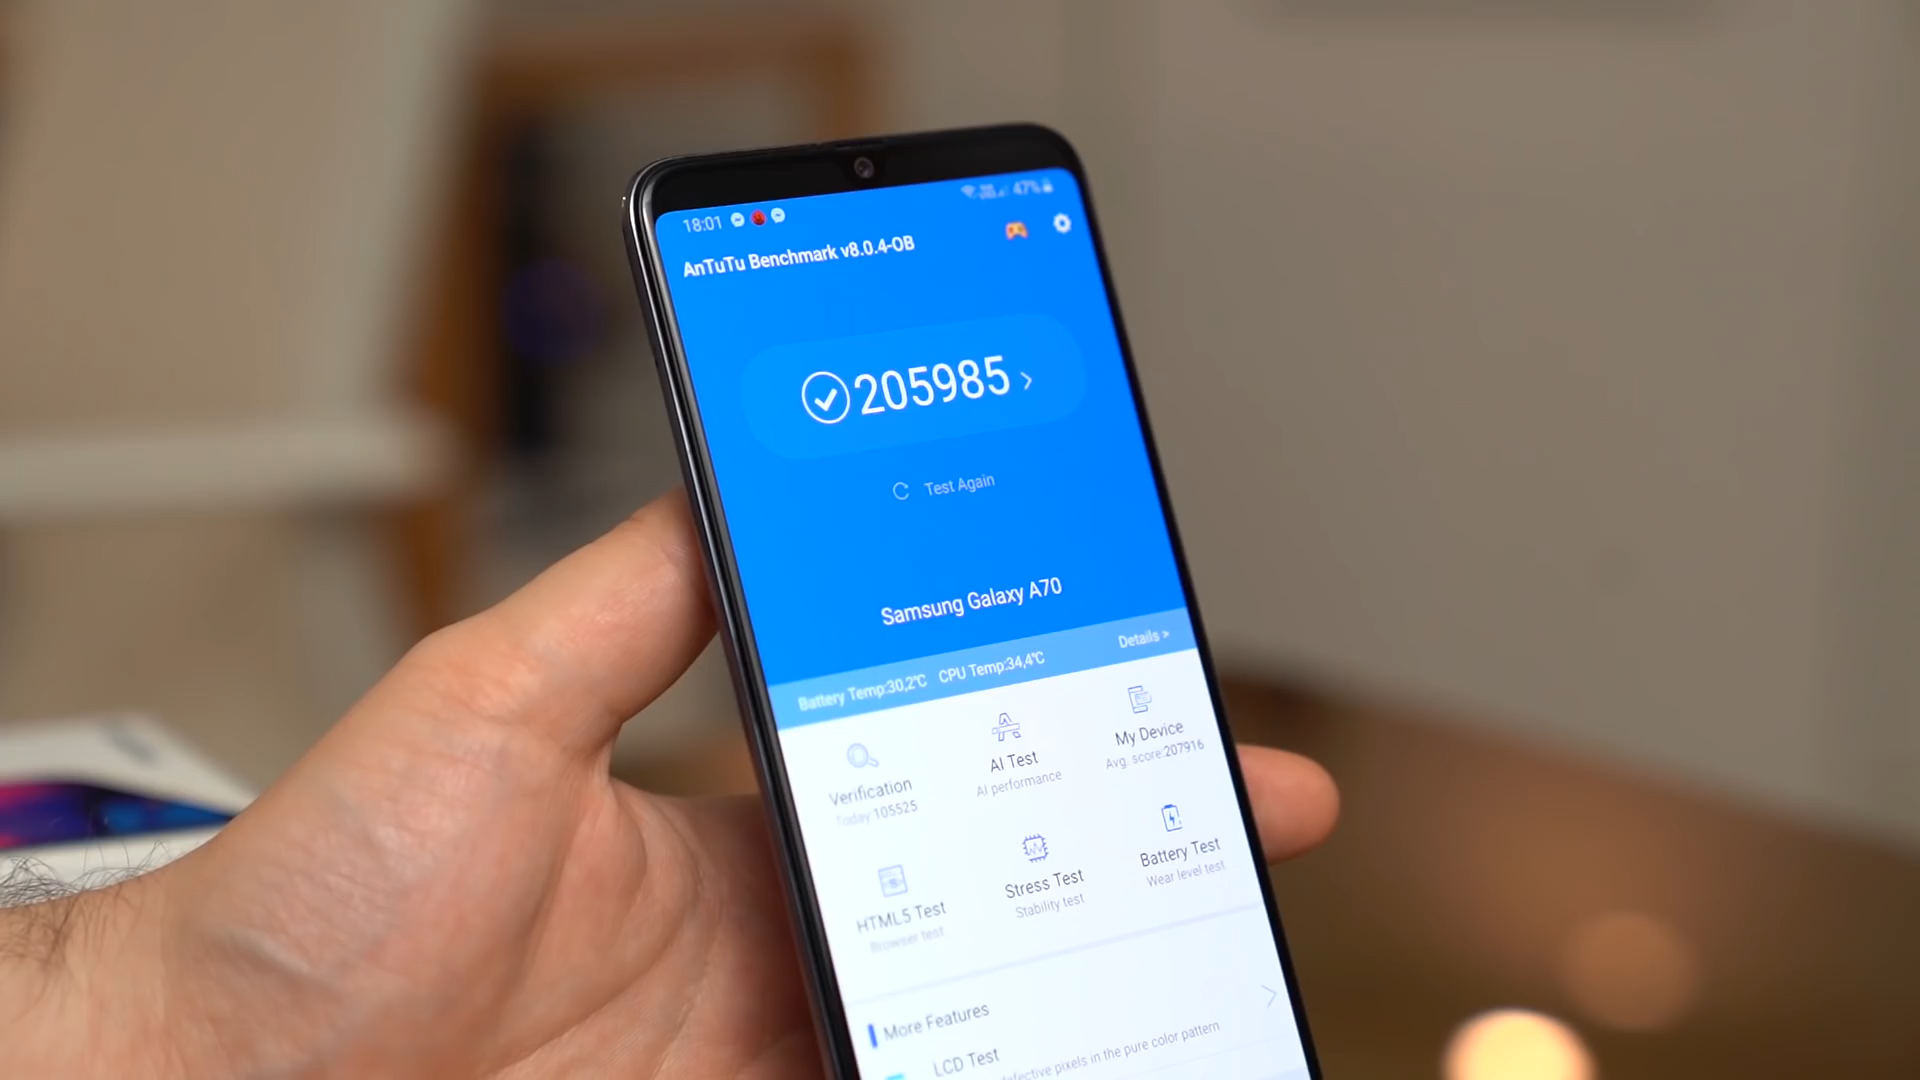 18:01
47%
AnTuTu Benchmark v8.0.4-OB
205985
Test Again
Samsung Galaxy A70
Battery Temp:30,2℃ CPU Temp:34,4℃ Details >
Verification
Today:105525
AI Test
AI performance
My Device
Avg. score:207916
HTML5 Test
Browser test
Stress Test
Stability test
Battery Test
Wear level test
More Features
LCD Test
pixels in the pure color pattern